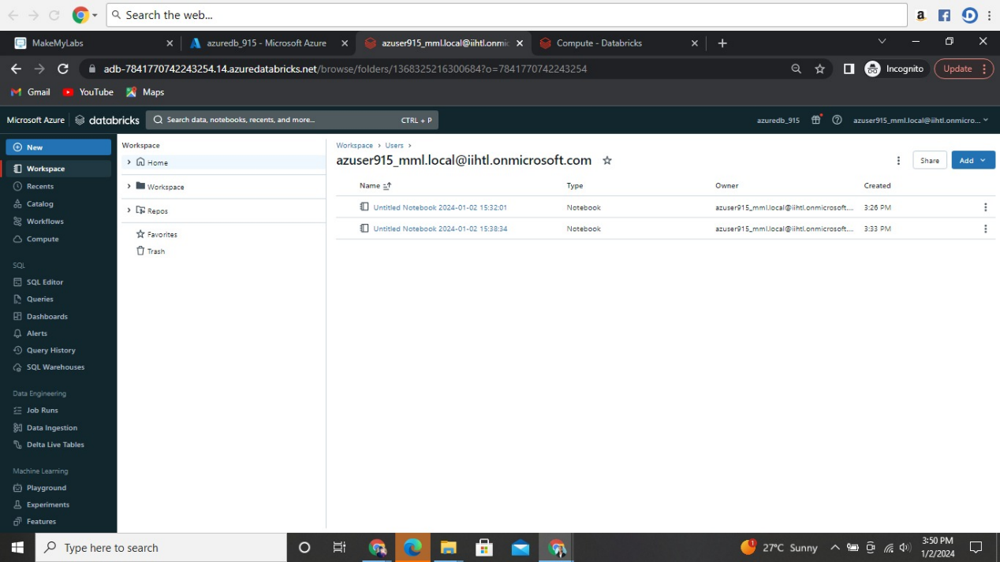 Search the web...
MakeMyLabs
azuredb_915 - Microsoft Azure
azuser915_mml.local@iihtl.onmic
Compute - Databricks
adb-7841770742243254.14.azuredatabricks.net/browse/folders/1368325216300684?o=7841770742243254
Incognito
Update
Gmail
YouTube
Maps
Microsoft Azure
databricks
Search data, notebooks, recents, and more...
CTRL + P
azuredb_915
azuser915_mml.local@iihtl.onmicro...
New
Workspace
Recents
Catalog
Workflows
Compute
SQL
SQL Editor
Queries
Dashboards
Alerts
Query History
SQL Warehouses
Data Engineering
Job Runs
Data Ingestion
Delta Live Tables
Machine Learning
Playground
Experiments
Features
Workspace
Home
Workspace
Repos
Favorites
Trash
Workspace > Users >
azuser915_mml.local@iihtl.onmicrosoft.com
Share
Add
Name Type Owner Created
Untitled Notebook 2024-01-02 15:32:01 Notebook azuser915_mml.local@iihtl.onmicrosoft.... 3:26 PM
Untitled Notebook 2024-01-02 15:38:34 Notebook azuser915_mml.local@iihtl.onmicrosoft.... 3:33 PM
Type here to search
27°C Sunny
3:50 PM
1/2/2024